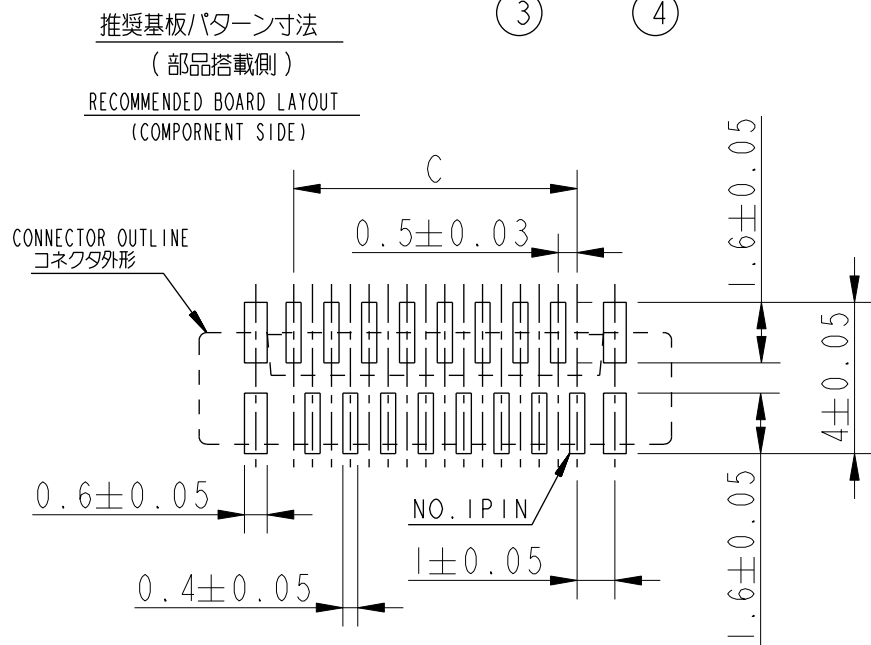 ③ ④
推奨基板パターン寸法
(部品搭載側)
RECOMMENDED BOARD LAYOUT
(COMPORNENT SIDE)
C
0.5±0.03
1.6±0.05
CONNECTOR OUTLINE
コネクタ外形
4±0.05
0.6±0.05
NO.1PIN
1±0.05
0.4±0.05
1.6±0.05